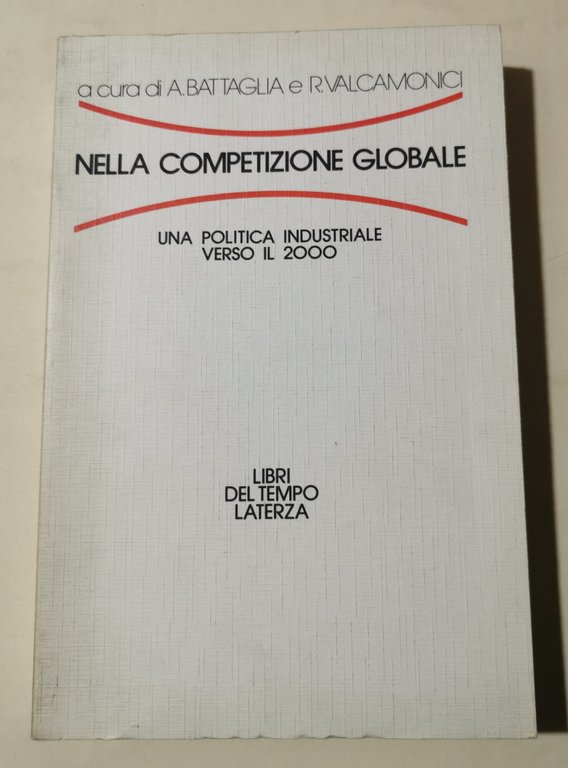 a cura di A. BATTAGLIA e R. VALCAMONICI
NELLA COMPETIZIONE GLOBALE
UNA POLITICA INDUSTRIALE
VERSO IL 2000
LIBRI
DEL TEMPO
LATERZA